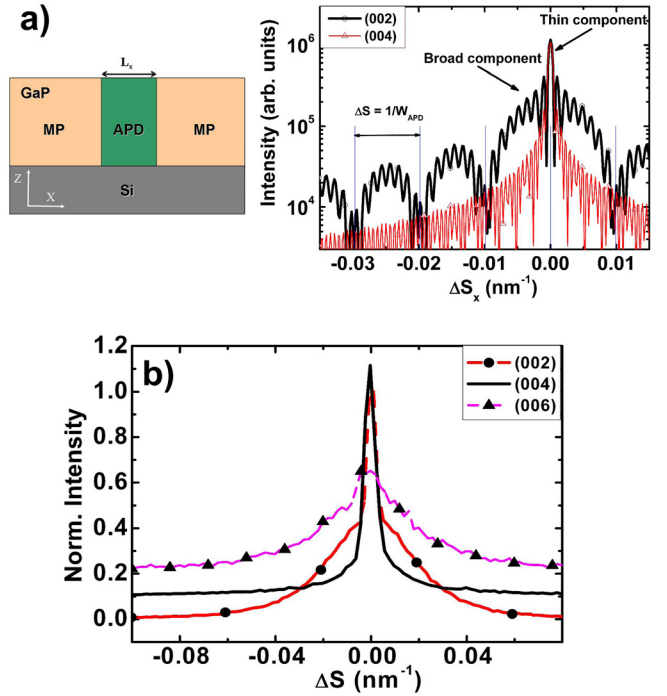 a)
L_x
GaP
MP
APD
MP
Si
Z
X
Intensity (arb. units)
10^6
10^5
10^4
(002)
(004)
Thin component
Broad component
ΔS = 1/W_APD
-0.03
-0.02
-0.01
0.00
0.01
ΔS_x (nm^-1)
b)
Norm. Intensity
1.2
1.0
0.8
0.6
0.4
0.2
0.0
(002)
(004)
(006)
-0.08
-0.04
0.00
0.04
ΔS (nm^-1)